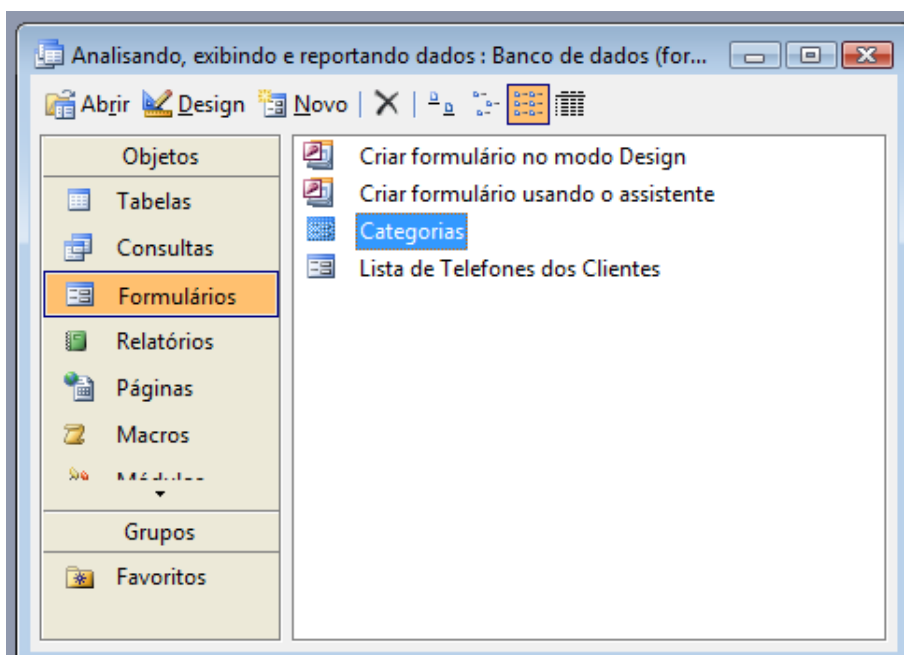 Analisando, exibindo e reportando dados : Banco de dados (for...
Abrir Design Novo
Objetos
Tabelas
Consultas
Formulários
Relatórios
Páginas
Macros
Grupos
Favoritos
Criar formulário no modo Design
Criar formulário usando o assistente
Categorias
Lista de Telefones dos Clientes